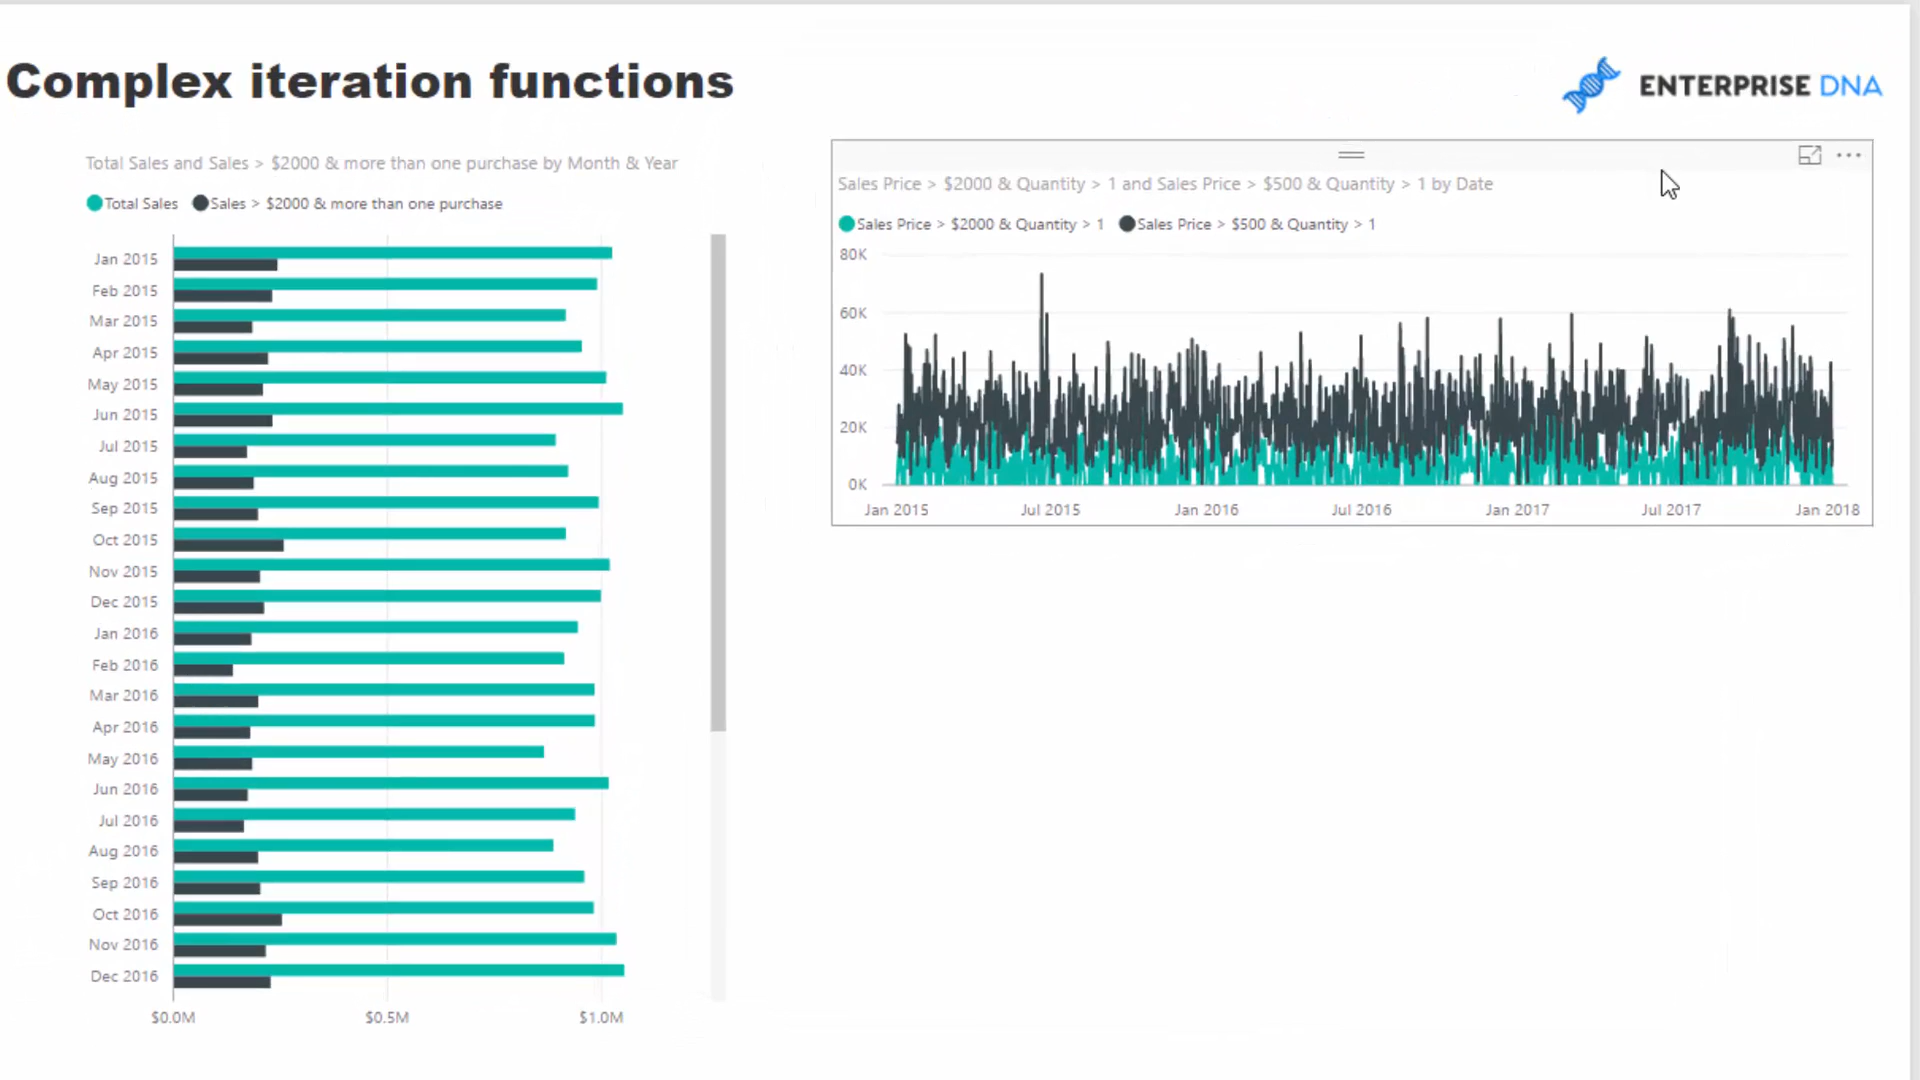 Complex iteration functions
ENTERPRISE DNA
Total Sales and Sales > $2000 & more than one purchase by Month & Year
Total Sales Sales > $2000 & more than one purchase
Jan 2015
Feb 2015
Mar 2015
Apr 2015
May 2015
Jun 2015
Jul 2015
Aug 2015
Sep 2015
Oct 2015
Nov 2015
Dec 2015
Jan 2016
Feb 2016
Mar 2016
Apr 2016
May 2016
Jun 2016
Jul 2016
Aug 2016
Sep 2016
Oct 2016
Nov 2016
Dec 2016
$0.0M $0.5M $1.0M
Sales Price > $2000 & Quantity > 1 and Sales Price > $500 & Quantity > 1 by Date
Sales Price > $2000 & Quantity > 1 Sales Price > $500 & Quantity > 1
80K
60K
40K
20K
0K
Jan 2015 Jul 2015 Jan 2016 Jul 2016 Jan 2017 Jul 2017 Jan 2018